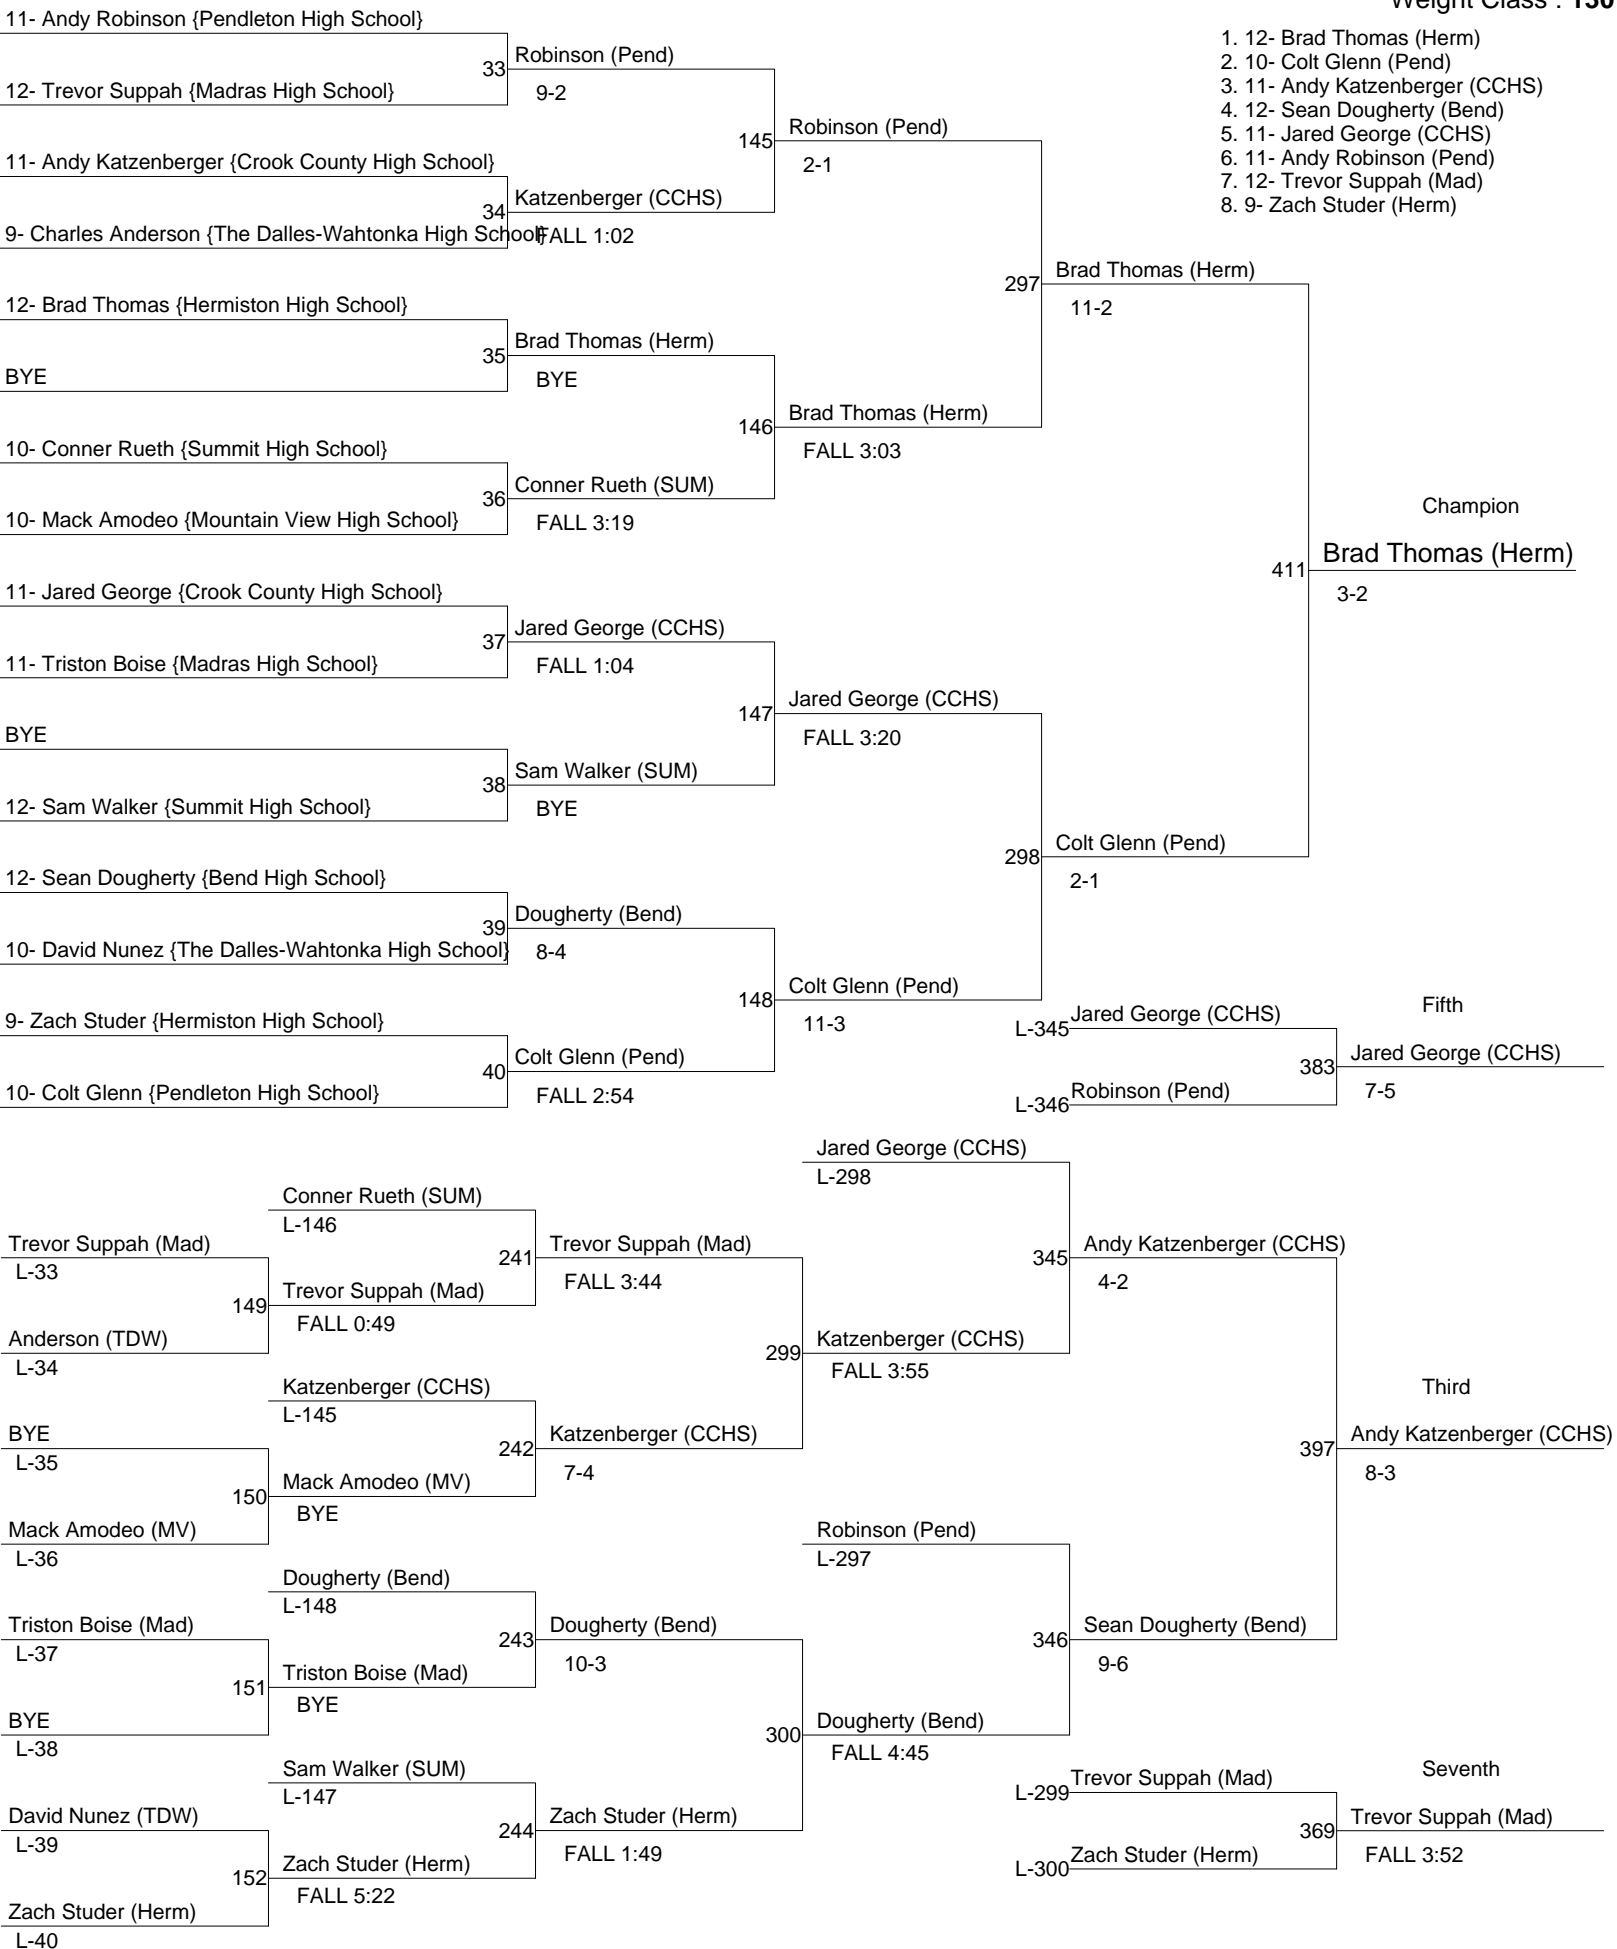 Weight Class : 130
1. 12- Brad Thomas (Herm)
2. 10- Colt Glenn (Pend)
3. 11- Andy Katzenberger (CCHS)
4. 12- Sean Dougherty (Bend)
5. 11- Jared George (CCHS)
6. 11- Andy Robinson (Pend)
7. 12- Trevor Suppah (Mad)
8. 9- Zach Studer (Herm)
11- Andy Robinson {Pendleton High School}
12- Trevor Suppah {Madras High School}
11- Andy Katzenberger {Crook County High School}
9- Charles Anderson {The Dalles-Wahtonka High School}
12- Brad Thomas {Hermiston High School}
BYE
10- Conner Rueth {Summit High School}
10- Mack Amodeo {Mountain View High School}
11- Jared George {Crook County High School}
11- Triston Boise {Madras High School}
BYE
12- Sam Walker {Summit High School}
12- Sean Dougherty {Bend High School}
10- David Nunez {The Dalles-Wahtonka High School}
9- Zach Studer {Hermiston High School}
10- Colt Glenn {Pendleton High School}
33
Robinson (Pend)
9-2
34
Katzenberger (CCHS)
FALL 1:02
35
Brad Thomas (Herm)
BYE
36
Conner Rueth (SUM)
FALL 3:19
37
Jared George (CCHS)
FALL 1:04
38
Sam Walker (SUM)
BYE
39
Dougherty (Bend)
8-4
40
Colt Glenn (Pend)
FALL 2:54
145
Robinson (Pend)
2-1
146
Brad Thomas (Herm)
FALL 3:03
147
Jared George (CCHS)
FALL 3:20
148
Colt Glenn (Pend)
11-3
297
Brad Thomas (Herm)
11-2
298
Colt Glenn (Pend)
2-1
Champion
411
Brad Thomas (Herm)
3-2
Fifth
L-345
Jared George (CCHS)
L-346
Robinson (Pend)
383
Jared George (CCHS)
7-5
Trevor Suppah (Mad)
L-33
Anderson (TDW)
L-34
BYE
L-35
Mack Amodeo (MV)
L-36
Triston Boise (Mad)
L-37
BYE
L-38
David Nunez (TDW)
L-39
Zach Studer (Herm)
L-40
Conner Rueth (SUM)
L-146
149
Trevor Suppah (Mad)
FALL 0:49
Katzenberger (CCHS)
L-145
150
Mack Amodeo (MV)
BYE
Dougherty (Bend)
L-148
151
Triston Boise (Mad)
BYE
Sam Walker (SUM)
L-147
152
Zach Studer (Herm)
FALL 5:22
241
Trevor Suppah (Mad)
FALL 3:44
242
Katzenberger (CCHS)
7-4
243
Dougherty (Bend)
10-3
244
Zach Studer (Herm)
FALL 1:49
Jared George (CCHS)
L-298
299
Katzenberger (CCHS)
FALL 3:55
Robinson (Pend)
L-297
300
Dougherty (Bend)
FALL 4:45
345
Andy Katzenberger (CCHS)
4-2
346
Sean Dougherty (Bend)
9-6
Third
397
Andy Katzenberger (CCHS)
8-3
Seventh
L-299
Trevor Suppah (Mad)
L-300
Zach Studer (Herm)
369
Trevor Suppah (Mad)
FALL 3:52